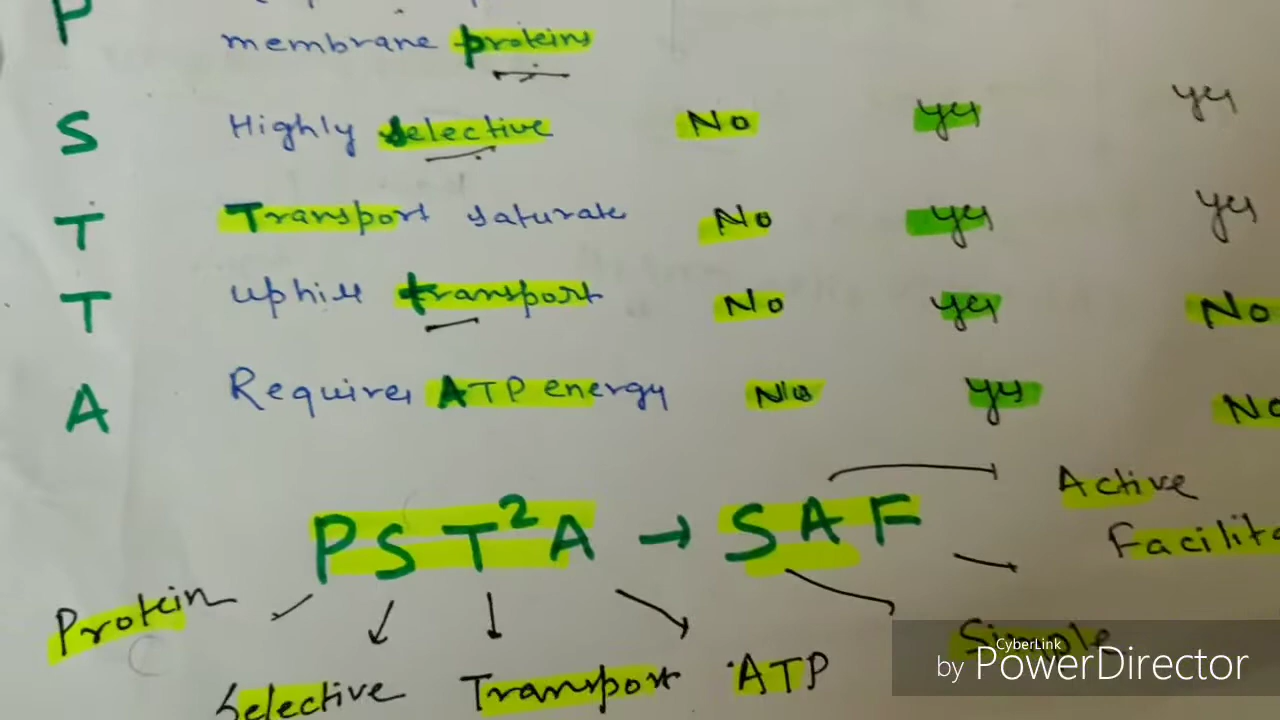 P
membrane proteins
S Highly selective No yes yes
T Transport saturate No yes yes
T uphill transport No yes No
A Requires ATP energy No yes No
PST²A → SAF
Active
Protein
Simple
Selective Transport ATP
CyberLink
by PowerDirector